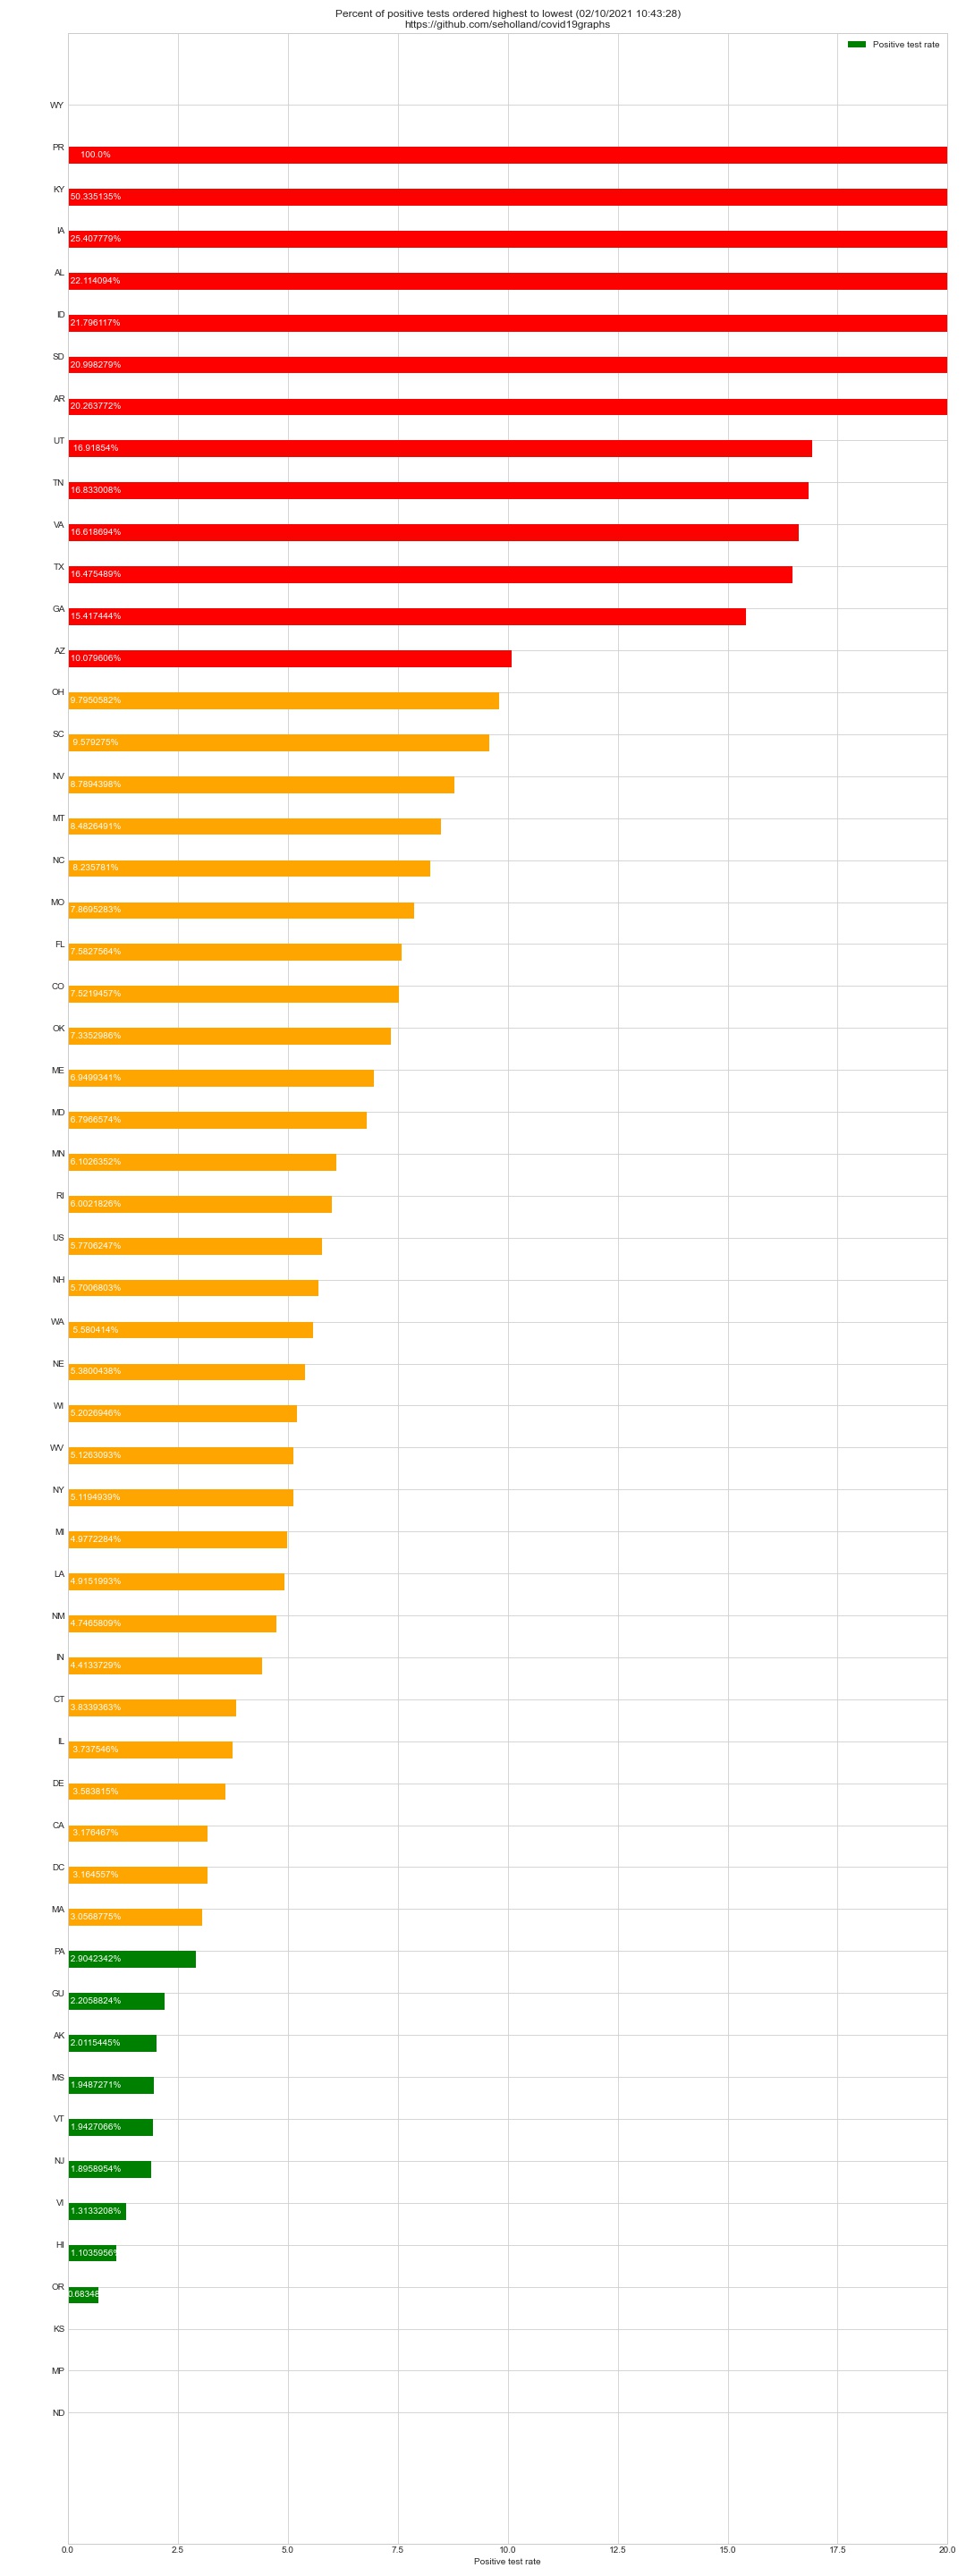 Percent of positive tests ordered highest to lowest (02/10/2021 10:43:28)
https://github.com/seholland/covid19graphs
Positive test rate
WY
PR
100.0%
KY
50.335135%
IA
25.407779%
AL
22.114094%
ID
21.796117%
SD
20.998279%
AR
20.263772%
UT
16.91854%
TN
16.833008%
VA
16.618694%
TX
16.475489%
GA
15.417444%
AZ
10.079606%
OH
9.7950582%
SC
9.579275%
NV
8.7894398%
MT
8.4826491%
NC
8.235781%
MO
7.8695283%
FL
7.5827564%
CO
7.5219457%
OK
7.3352986%
ME
6.9499341%
MD
6.7966574%
MN
6.1026352%
RI
6.0021826%
US
5.7706247%
NH
5.7006803%
WA
5.580414%
NE
5.3800438%
WI
5.2026946%
WV
5.1263093%
NY
5.1194939%
MI
4.9772284%
LA
4.9151993%
NM
4.7465809%
IN
4.4133729%
CT
3.8339363%
IL
3.737546%
DE
3.583815%
CA
3.176467%
DC
3.164557%
MA
3.0568775%
PA
2.9042342%
GU
2.2058824%
AK
2.0115445%
MS
1.9487271%
VT
1.9427066%
NJ
1.8958954%
VI
1.3133208%
HI
1.1035956%
OR
0.68348
KS
MP
ND
0.0 2.5 5.0 7.5 10.0 12.5 15.0 17.5 20.0
Positive test rate